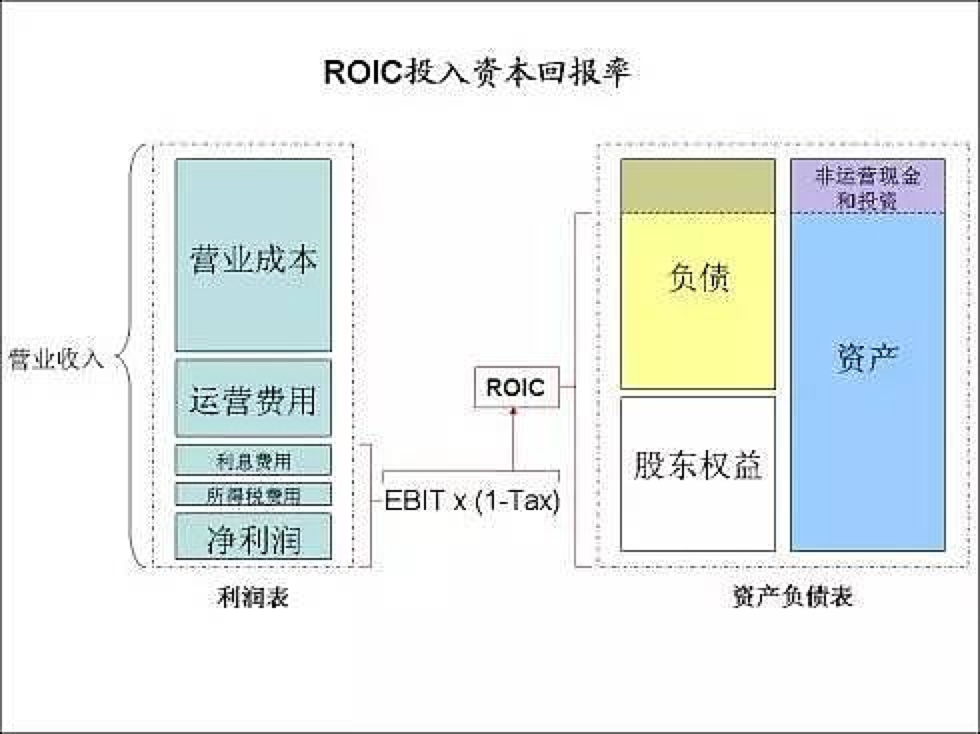 ROIC投入资本回报率
营业收入
营业成本
运营费用
利息费用
所得税费用
净利润
利润表
EBIT x (1-Tax)
ROIC
负债
股东权益
非运营现金
和投资
资产
资产负债表